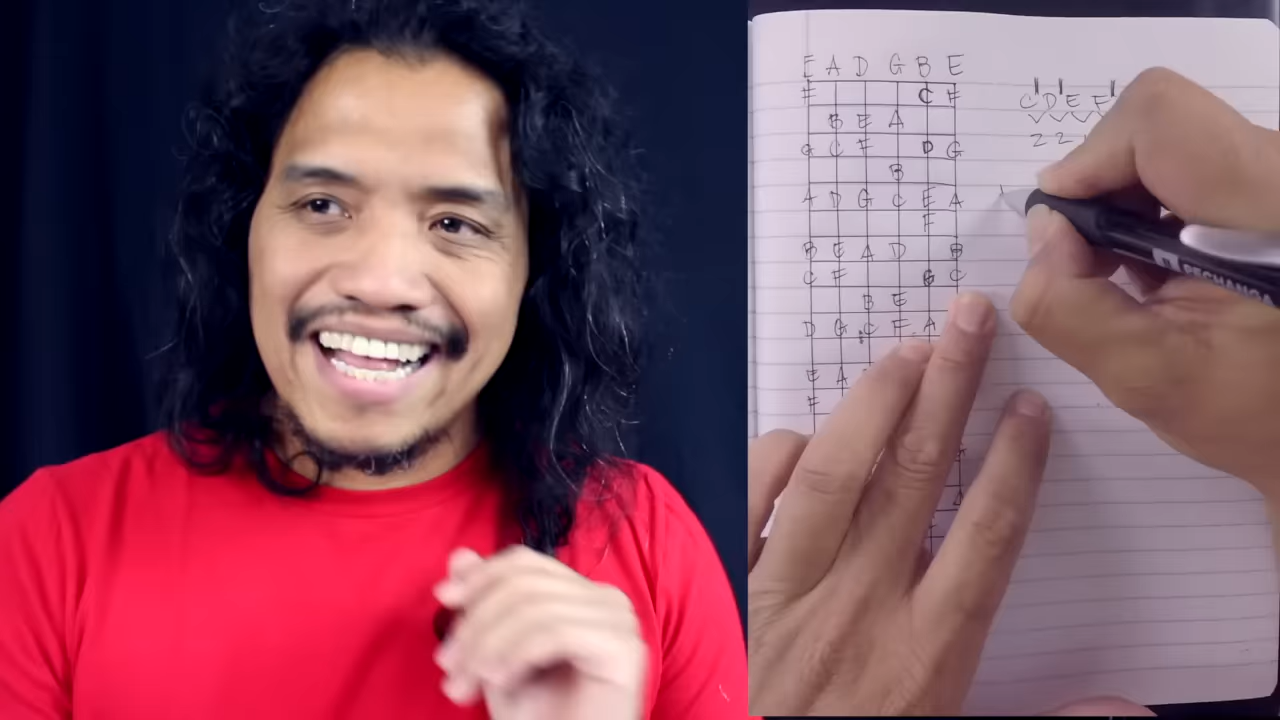 E A D G B E
F C F
B E A
G C F D G
B
A D G C E A
F
B E A D B
C F G C
B E
D G C F A
E A
F
C D E F
2 2